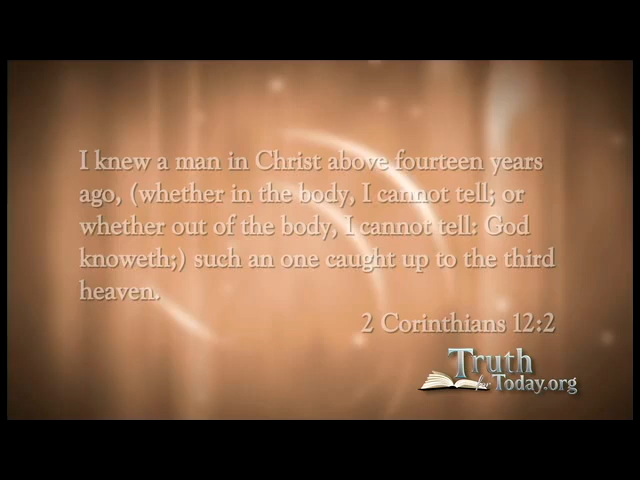 I knew a man in Christ above fourteen years
ago, (whether in the body, I cannot tell; or
whether out of the body, I cannot tell: God
knoweth;) such an one caught up to the third
heaven.
2 Corinthians 12:2
Truth
for Today.org